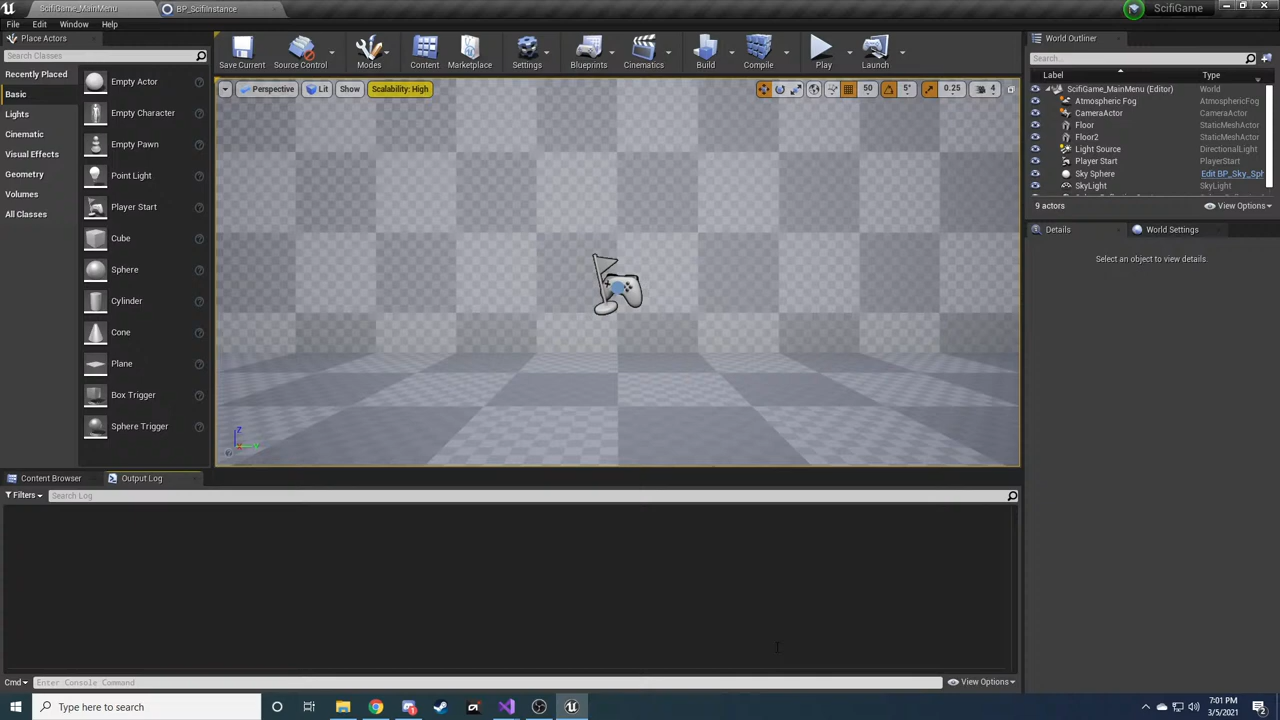 ScifiGame_MainMenu
BP_ScifiInstance
ScifiGame
File Edit Window Help
Place Actors
Search Classes
Recently Placed
Basic
Lights
Cinematic
Visual Effects
Geometry
Volumes
All Classes
Empty Actor
Empty Character
Empty Pawn
Point Light
Player Start
Cube
Sphere
Cylinder
Cone
Plane
Box Trigger
Sphere Trigger
Save Current
Source Control
Modes
Content
Marketplace
Settings
Blueprints
Cinematics
Build
Compile
Play
Launch
Perspective
Lit
Show
Scalability: High
50
5°
0.25
4
Z
World Outliner
Search...
Label Type
ScifiGame_MainMenu (Editor) World
Atmospheric Fog AtmosphericFog
CameraActor CameraActor
Floor StaticMeshActor
Floor2 StaticMeshActor
Light Source DirectionalLight
Player Start PlayerStart
Sky Sphere Edit BP_Sky_Sph
SkyLight SkyLight
9 actors
View Options
Details
World Settings
Select an object to view details.
Content Browser
Output Log
Filters
Search Log
Cmd
Enter Console Command
View Options
Type here to search
7:01 PM
3/5/2021